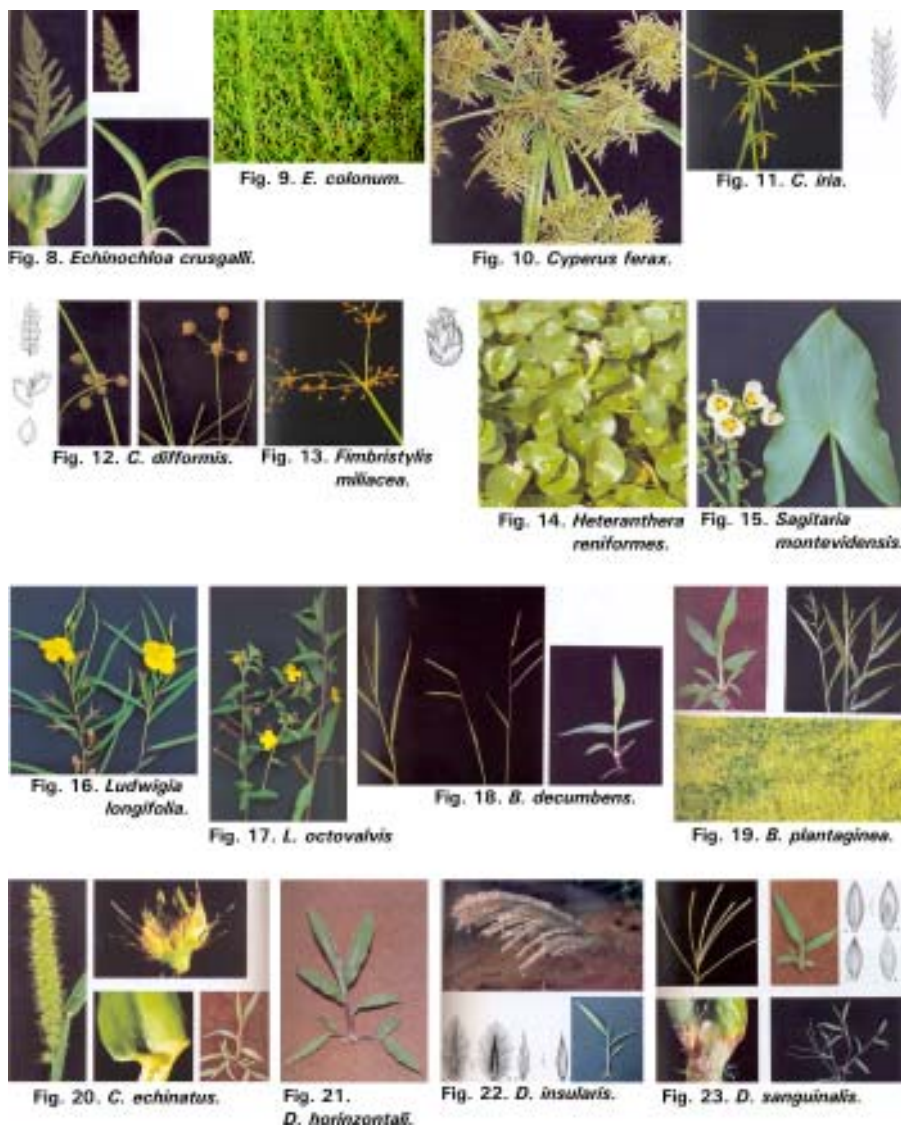 Fig. 8. Echinochloa crusgalli.
Fig. 9. E. colonum.
Fig. 10. Cyperus ferax.
Fig. 11. C. iria.
Fig. 12. C. difformis.
Fig. 13. Fimbristylis
miliacea.
Fig. 14. Heteranthera
reniformes.
Fig. 15. Sagitaria
montevidensis.
Fig. 16. Ludwigia
longifolia.
Fig. 17. L. octovalvis
Fig. 18. B. decumbens.
Fig. 19. B. plantaginea.
Fig. 20. C. echinatus.
Fig. 21.
D. horinzontali.
Fig. 22. D. insularis.
Fig. 23. D. sanguinalis.